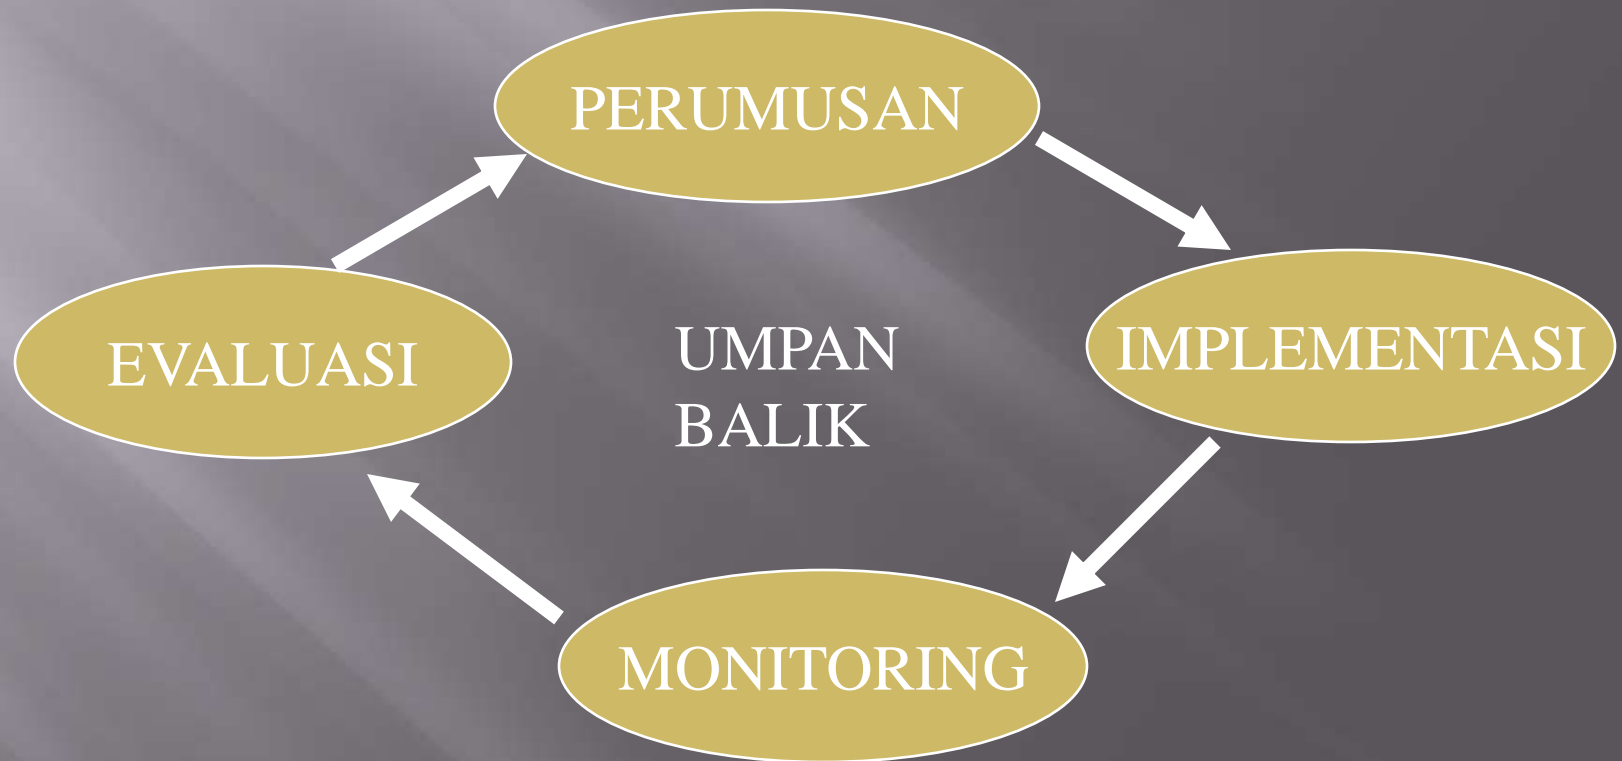 PERUMUSAN
IMPLEMENTASI
EVALUASI
UMPAN
BALIK
MONITORING